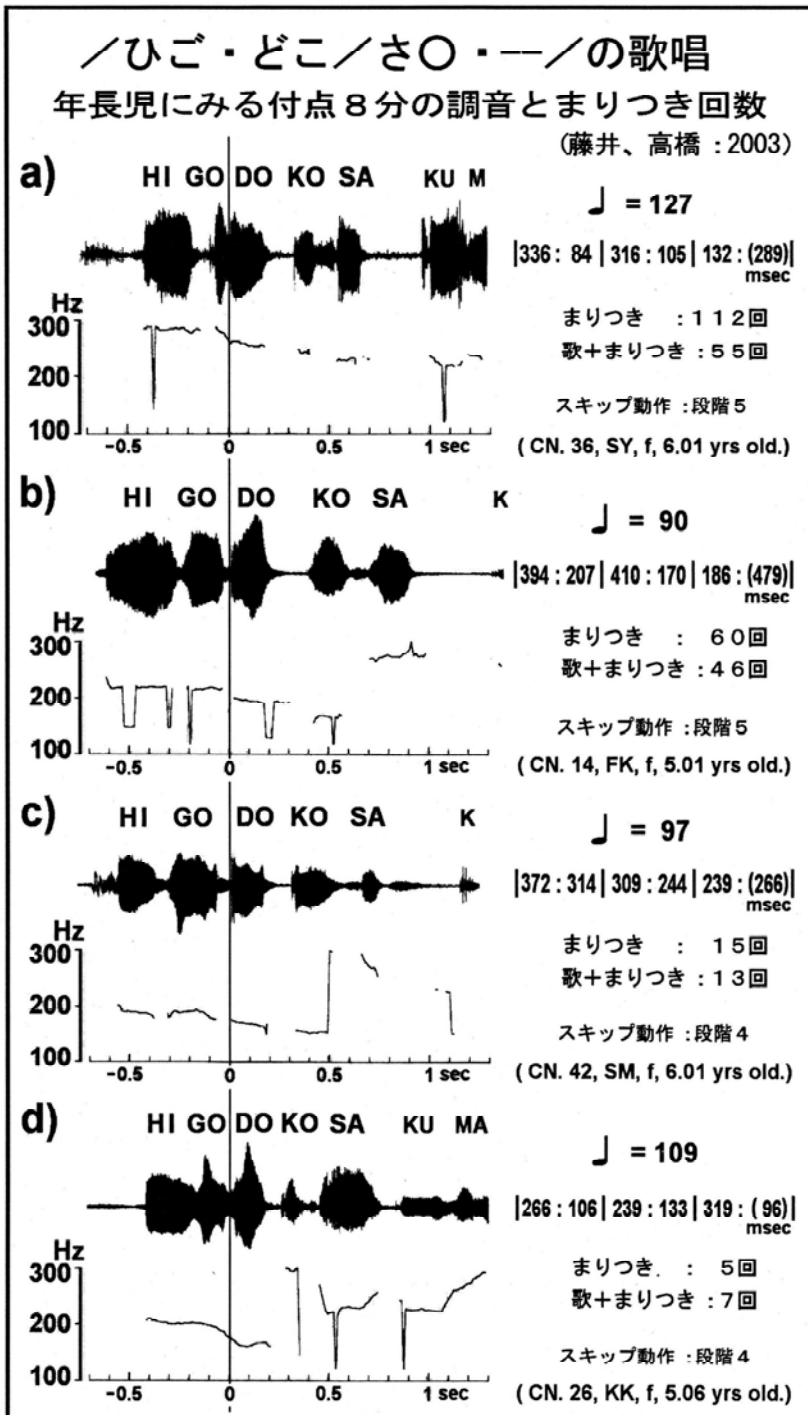 ／ひご・どこ／さ〇・−−／の歌唱
年長児にみる付点８分の調音とまりつき回数
(藤井、高橋：2003)
a)
HI GO DO KO SA KU M
♩ = 127
|336 : 84 | 316 : 105 | 132 : (289)|
msec
Hz
300
200
100
−0.5 0 0.5 1 sec
まりつき ：１１２回
歌＋まりつき：５５回
スキップ動作：段階５
( CN. 36, SY, f, 6.01 yrs old.)
b)
HI GO DO KO SA K
♩ = 90
|394 : 207 | 410 : 170 | 186 : (479)|
msec
Hz
300
200
100
−0.5 0 0.5 1 sec
まりつき ： ６０回
歌＋まりつき：４６回
スキップ動作：段階５
( CN. 14, FK, f, 5.01 yrs old.)
c)
HI GO DO KO SA K
♩ = 97
|372 : 314 | 309 : 244 | 239 : (266)|
msec
Hz
300
200
100
−0.5 0 0.5 1 sec
まりつき ： １５回
歌＋まりつき：１３回
スキップ動作：段階４
( CN. 42, SM, f, 6.01 yrs old.)
d)
HI GO DO KO SA KU MA
♩ = 109
|266 : 106 | 239 : 133 | 319 : ( 96)|
msec
Hz
300
200
100
−0.5 0 0.5 1 sec
まりつき. ： ５回
歌＋まりつき：７回
スキップ動作：段階４
( CN. 26, KK, f, 5.06 yrs old.)